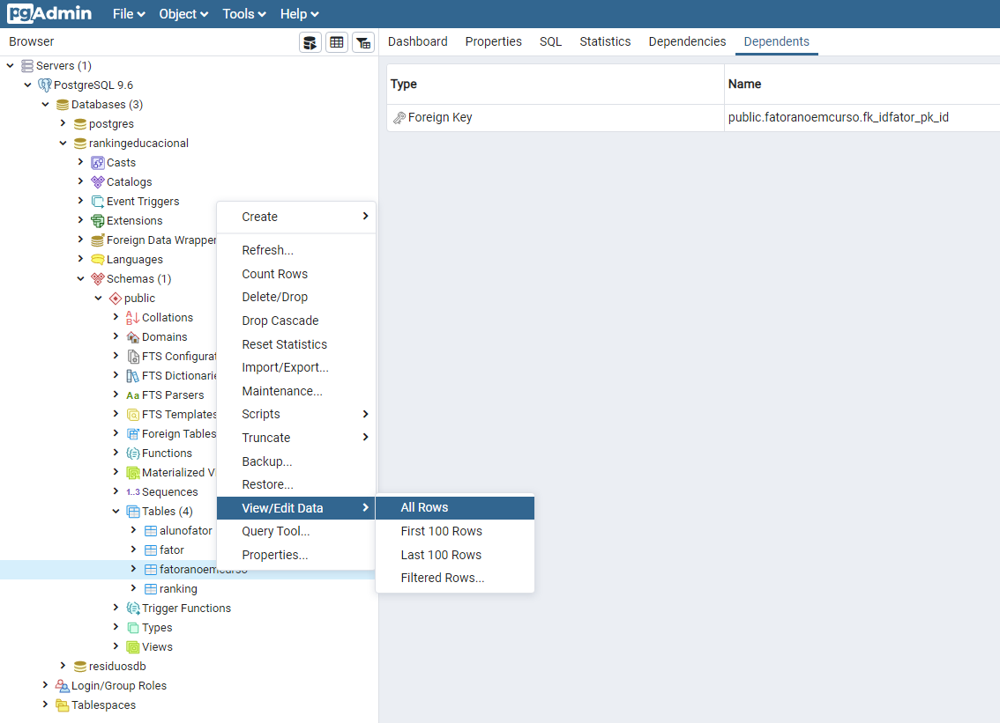 pgAdmin File Object Tools Help
Browser
Dashboard Properties SQL Statistics Dependencies Dependents
Type Name
Foreign Key public.fatoranoemcurso.fk_idfator_pk_id
Servers (1)
PostgreSQL 9.6
Databases (3)
postgres
rankingeducacional
Casts
Catalogs
Event Triggers
Extensions
Foreign Data Wrapper
Languages
Schemas (1)
public
Collations
Domains
FTS Configurat
FTS Dictionarie
Aa FTS Parsers
FTS Templates
Foreign Tables
Functions
Materialized V
1..3 Sequences
Tables (4)
alunofator
fator
fatoranoemcurso
ranking
Trigger Functions
Types
Views
residuosdb
Login/Group Roles
Tablespaces
Create
Refresh...
Count Rows
Delete/Drop
Drop Cascade
Reset Statistics
Import/Export...
Maintenance...
Scripts
Truncate
Backup...
Restore...
View/Edit Data
Query Tool...
Properties...
All Rows
First 100 Rows
Last 100 Rows
Filtered Rows...